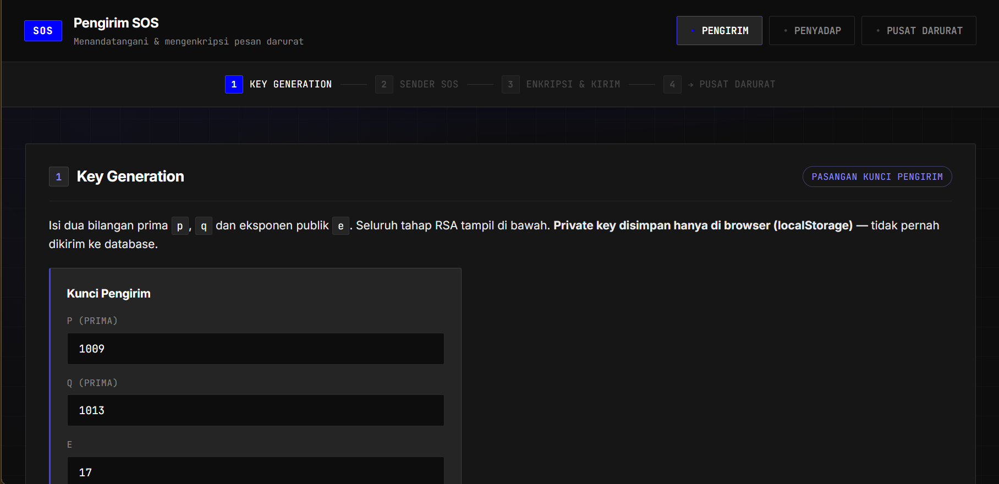 SOS
Pengirim SOS
Menandatangani & mengenkripsi pesan darurat
• PENGIRIM
• PENYADAP
• PUSAT DARURAT
1 KEY GENERATION
2 SENDER SOS
3 ENKRIPSI & KIRIM
4 → PUSAT DARURAT
1 Key Generation
PASANGAN KUNCI PENGIRIM
Isi dua bilangan prima p, q dan eksponen publik e. Seluruh tahap RSA tampil di bawah. Private key disimpan hanya di browser (localStorage) — tidak pernah
dikirim ke database.
Kunci Pengirim
P (PRIMA)
1009
Q (PRIMA)
1013
E
17